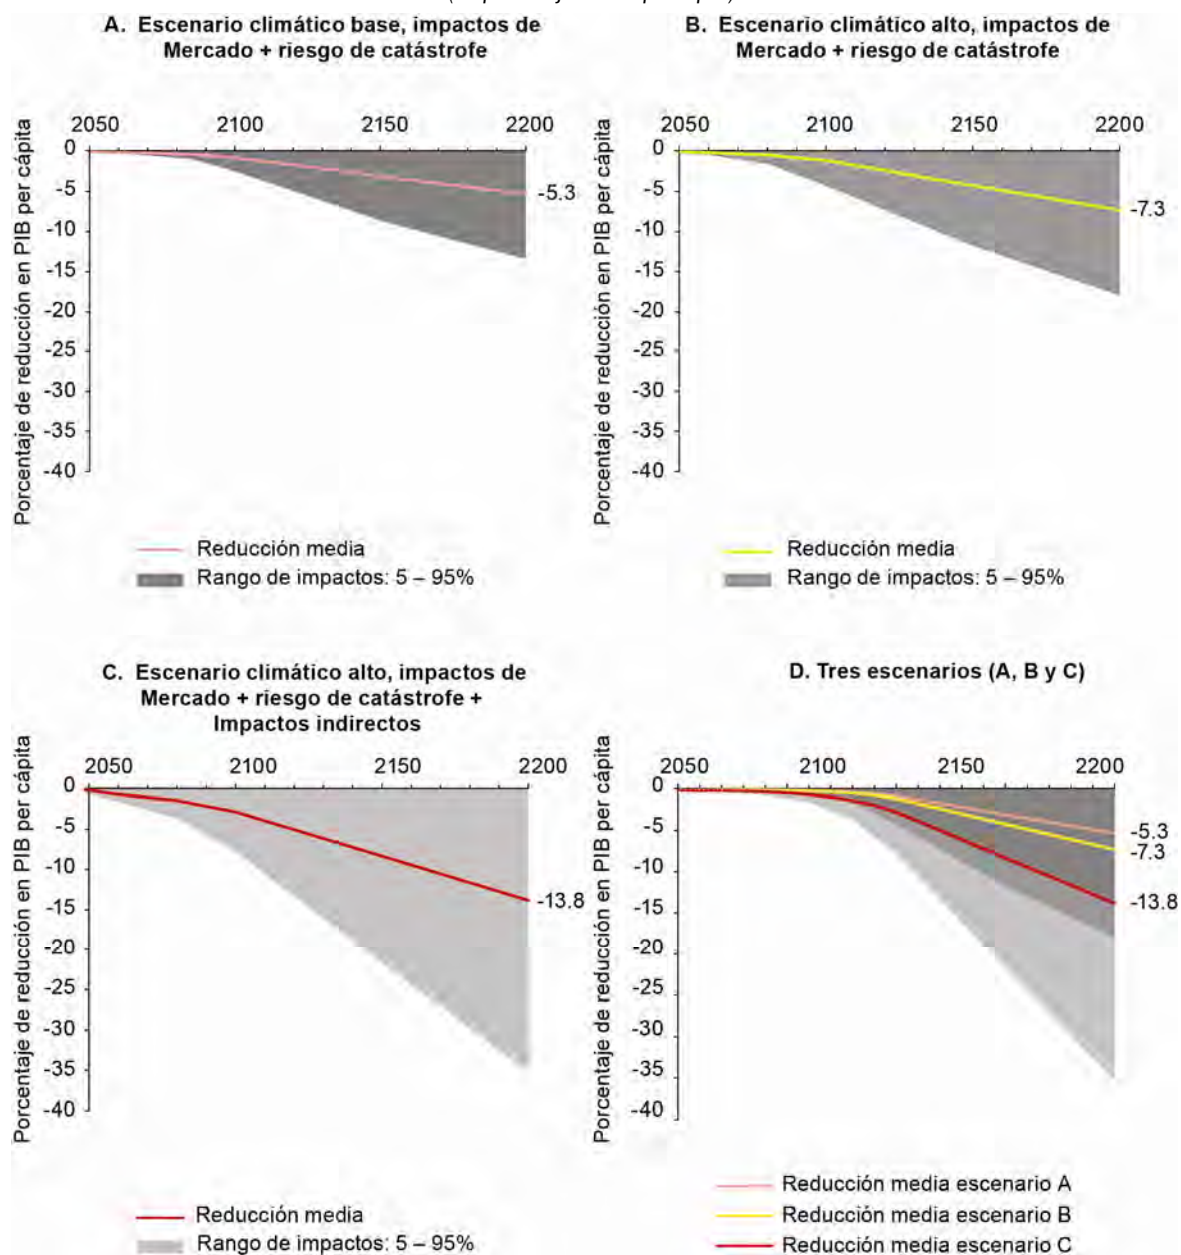 A. Escenario climático base, impactos de
Mercado + riesgo de catástrofe
2050 2100 2150 2200
Porcentaje de reducción en PIB per cápita
0
-5
-10
-15
-20
-25
-30
-35
-40
-5.3
Reducción media
Rango de impactos: 5 – 95%
B. Escenario climático alto, impactos de
Mercado + riesgo de catástrofe
2050 2100 2150 2200
Porcentaje de reducción en PIB per cápita
0
-5
-10
-15
-20
-25
-30
-35
-40
-7.3
Reducción media
Rango de impactos: 5 – 95%
C. Escenario climático alto, impactos de
Mercado + riesgo de catástrofe +
Impactos indirectos
2050 2100 2150 2200
Porcentaje de reducción en PIB per cápita
0
-5
-10
-15
-20
-25
-30
-35
-40
-13.8
Reducción media
Rango de impactos: 5 – 95%
D. Tres escenarios (A, B y C)
2050 2100 2150 2200
Porcentaje de reducción en PIB per cápita
0
-5
-10
-15
-20
-25
-30
-35
-40
-5.3
-7.3
-13.8
Reducción media escenario A
Reducción media escenario B
Reducción media escenario C